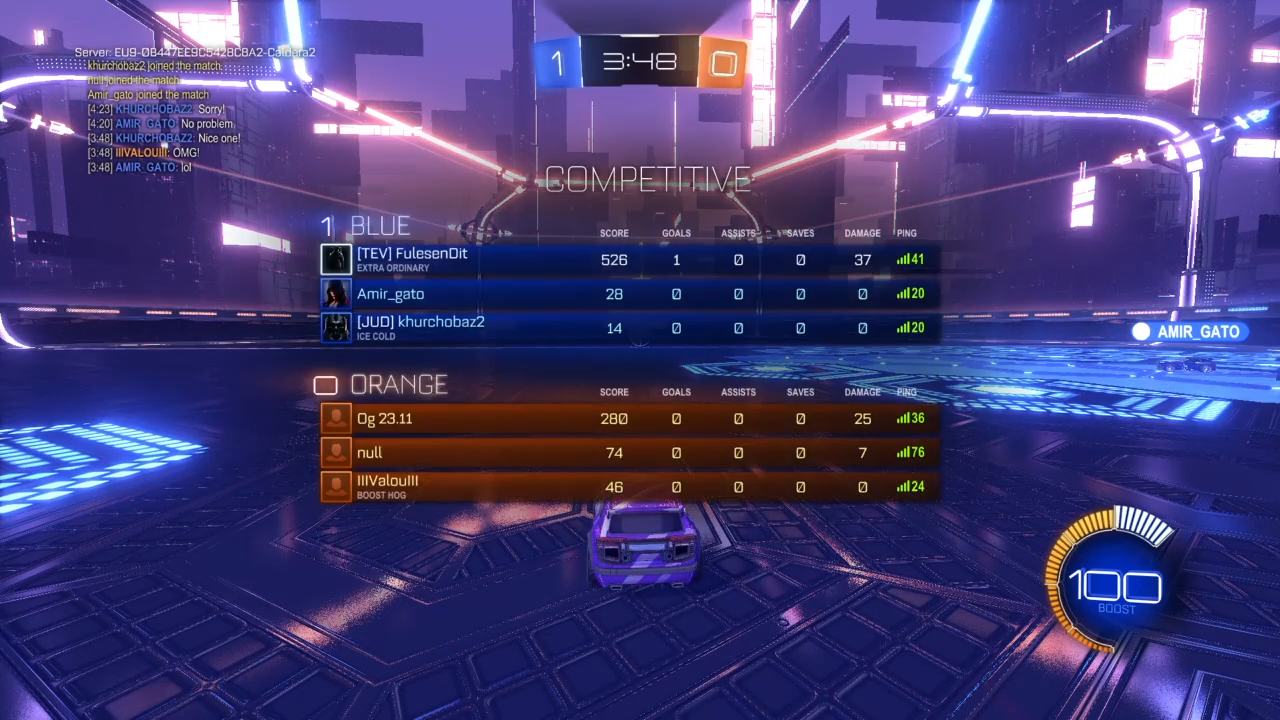 Server: EU9-0B447EE9C542BCBA2-Caldera2
khurchobaz2 joined the match.
null joined the match.
Amir_gato joined the match
[4:23] KHURCHOBAZ2: Sorry!
[4:20] AMIR_GATO: No problem.
[3:48] KHURCHOBAZ2: Nice one!
[3:48] IIIVALOUIII: OMG!
[3:48] AMIR_GATO: lol
1 3:48 0
COMPETITIVE
1 BLUE SCORE GOALS ASSISTS SAVES DAMAGE PING
[TEV] FulesenDit 526 1 0 0 37 41
EXTRA ORDINARY
Amir_gato 28 0 0 0 0 20
[JUD] khurchobaz2 14 0 0 0 0 20
ICE COLD
0 ORANGE SCORE GOALS ASSISTS SAVES DAMAGE PING
Og 23.11 280 0 0 0 25 36
null 74 0 0 0 7 76
IIIValouIII 46 0 0 0 0 24
BOOST HOG
AMIR_GATO
100
BOOST